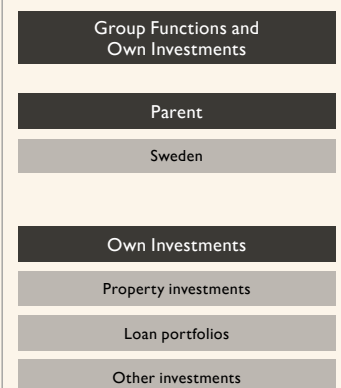 Group Functions and
Own Investments
Parent
Sweden
Own Investments
Property investments
Loan portfolios
Other investments